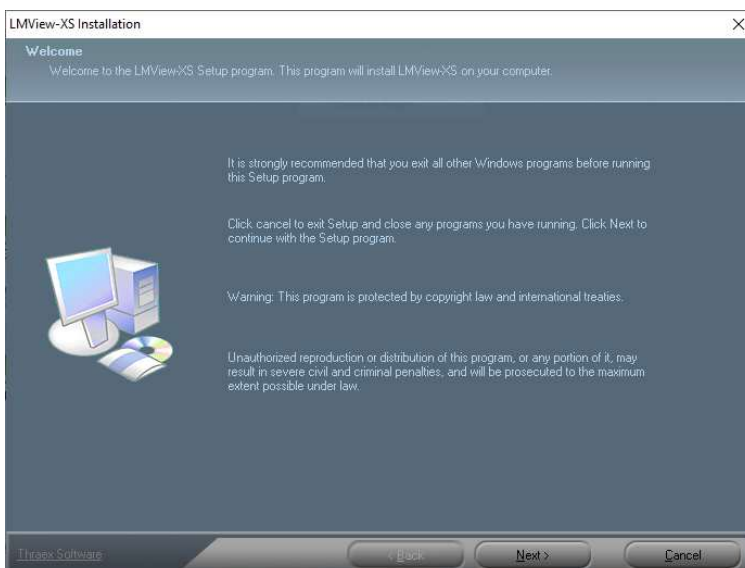 LMView-XS Installation
Welcome
Welcome to the LMView-XS Setup program. This program will install LMView-XS on your computer.
It is strongly recommended that you exit all other Windows programs before running
this Setup program.
Click cancel to exit Setup and close any programs you have running. Click Next to
continue with the Setup program.
Warning: This program is protected by copyright law and international treaties.
Unauthorized reproduction or distribution of this program, or any portion of it, may
result in severe civil and criminal penalties, and will be prosecuted to the maximum
extent possible under law.
Thraex Software
< Back
Next >
Cancel